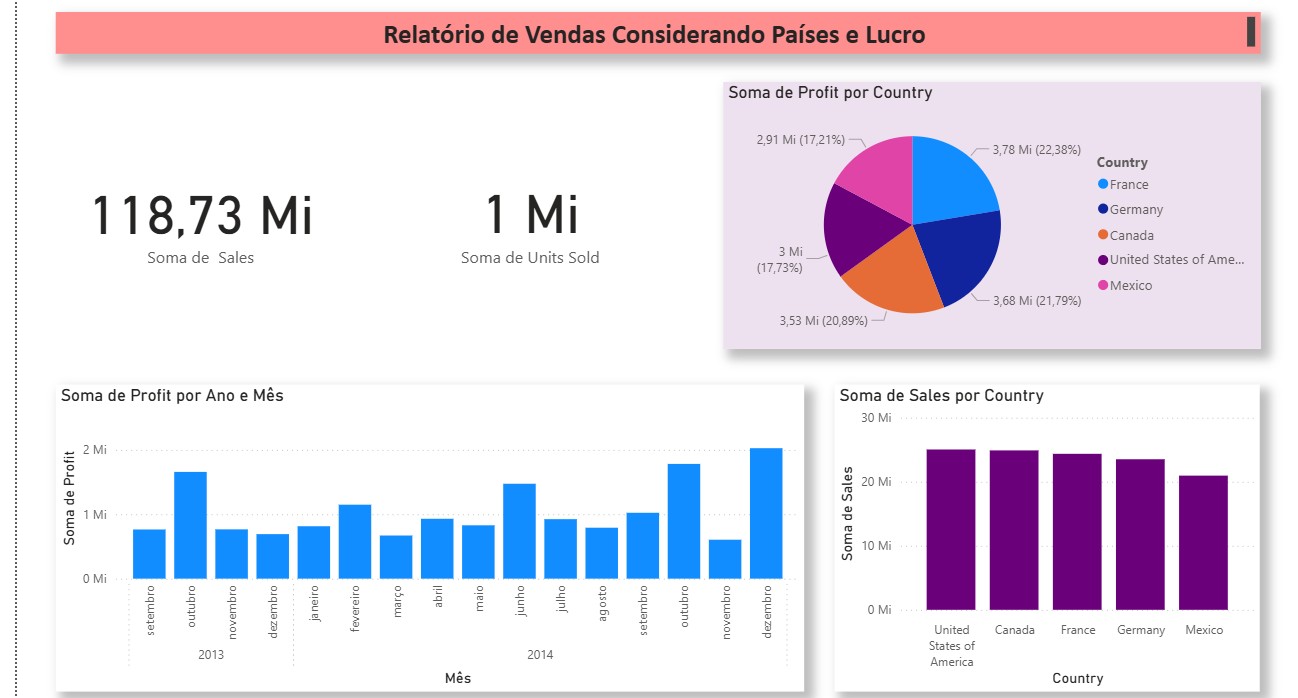 Relatório de Vendas Considerando Países e Lucro
118,73 Mi
Soma de  Sales
1 Mi
Soma de Units Sold
Soma de Profit por Country
2,91 Mi (17,21%)
3,78 Mi (22,38%)
3 Mi
(17,73%)
3,68 Mi (21,79%)
3,53 Mi (20,89%)
Country
France
Germany
Canada
United States of Ame...
Mexico
Soma de Profit por Ano e Mês
Soma de Profit
2 Mi
1 Mi
0 Mi
setembro
outubro
novembro
dezembro
janeiro
fevereiro
março
abril
maio
junho
julho
agosto
setembro
outubro
novembro
dezembro
2013
2014
Mês
Soma de Sales por Country
Soma de Sales
30 Mi
20 Mi
10 Mi
0 Mi
United
States of
America
Canada
France
Germany
Mexico
Country